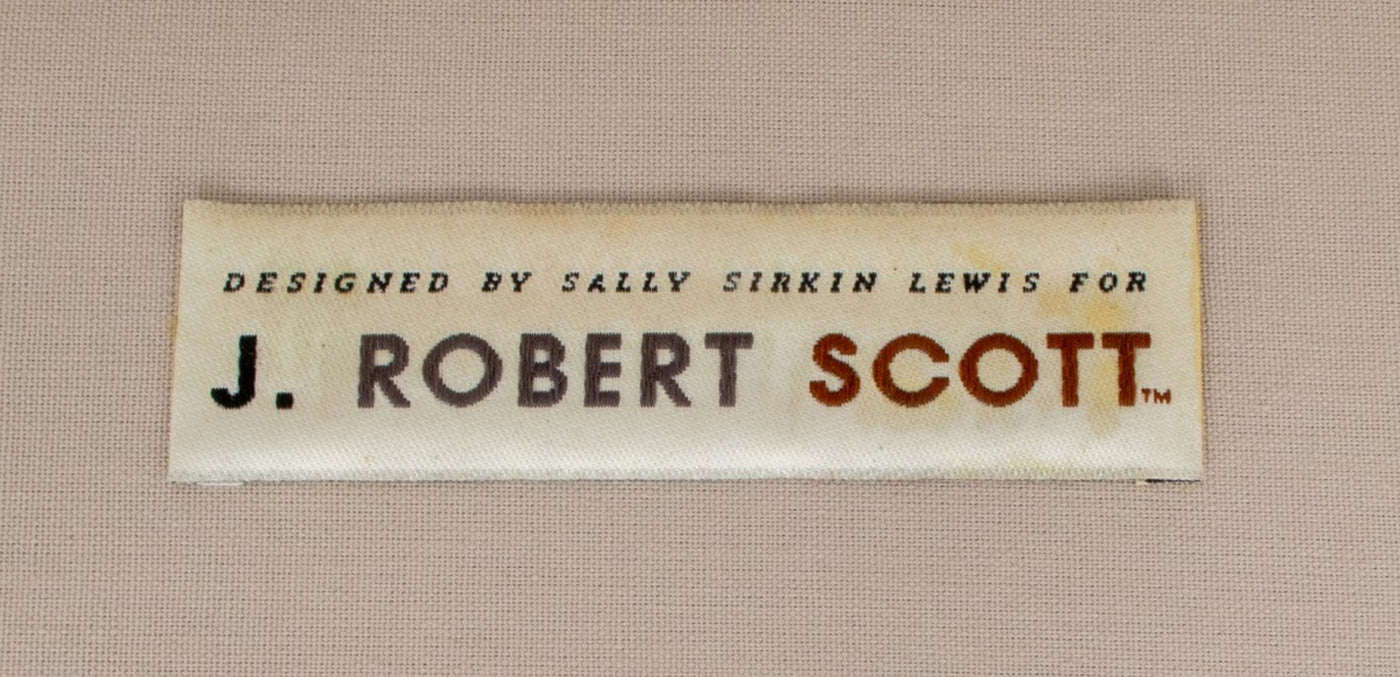 DESIGNED BY SALLY SIRKIN LEWIS FOR
J. ROBERT SCOTT™